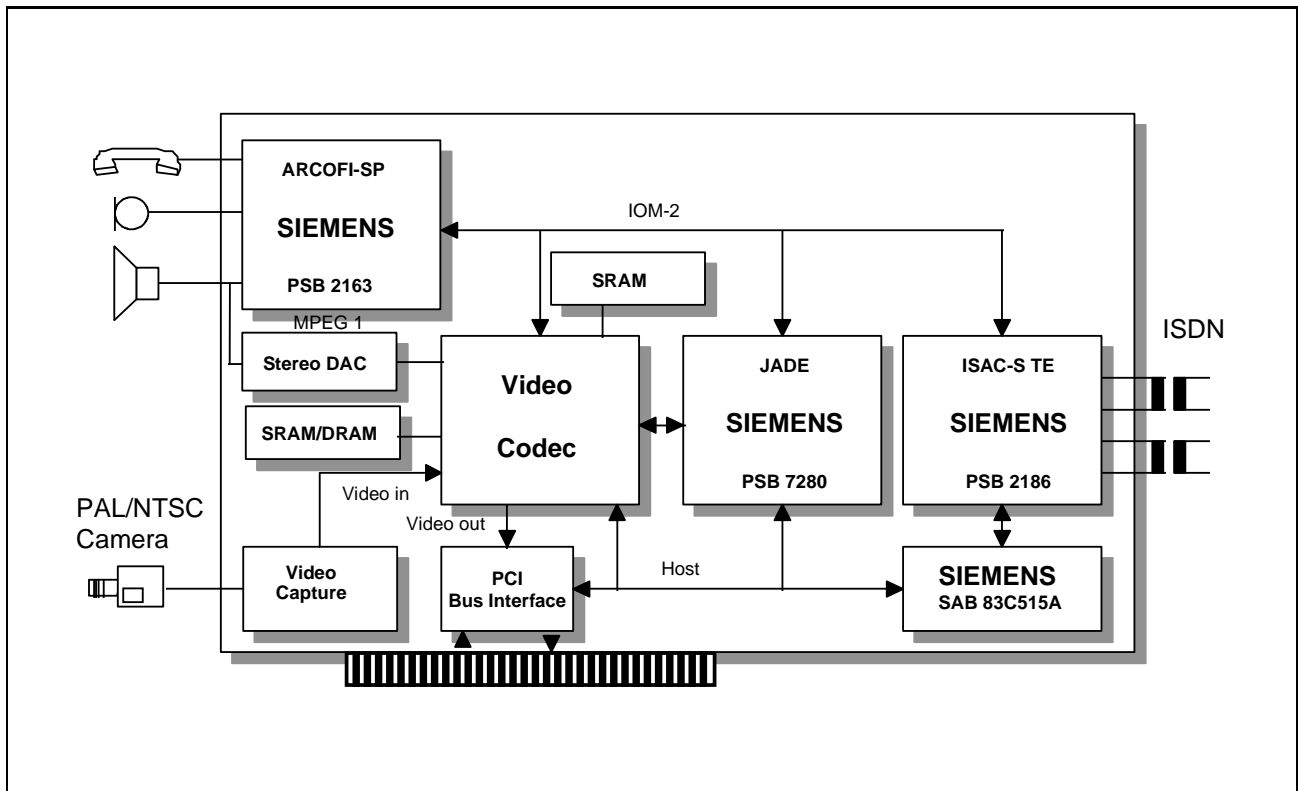 ARCOFI-SP
SIEMENS
PSB 2163
IOM-2
SRAM
MPEG 1
Stereo DAC
SRAM/DRAM
Video
Codec
JADE
SIEMENS
PSB 7280
ISAC-S TE
SIEMENS
PSB 2186
ISDN
Video in
Video out
PAL/NTSC
Camera
Video
Capture
PCI
Bus Interface
Host
SIEMENS
SAB 83C515A